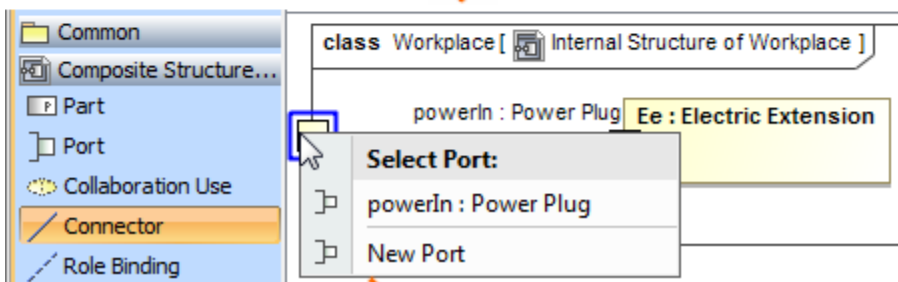 Common
Composite Structure...
Part
Port
Collaboration Use
Connector
Role Binding
class Workplace[ Internal Structure of Workplace ]
powerIn : Power Plug
Ee : Electric Extension
Select Port:
powerIn : Power Plug
New Port